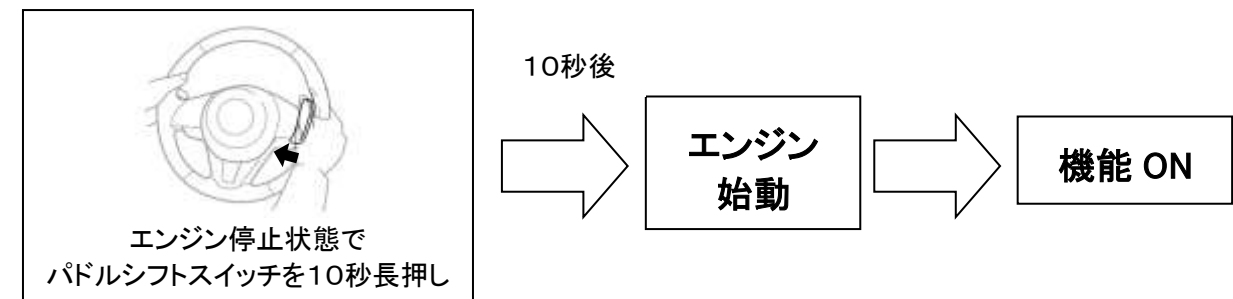 エンジン停止状態で
パドルシフトスイッチを10秒長押し
10秒後
エンジン
始動
機能 ON